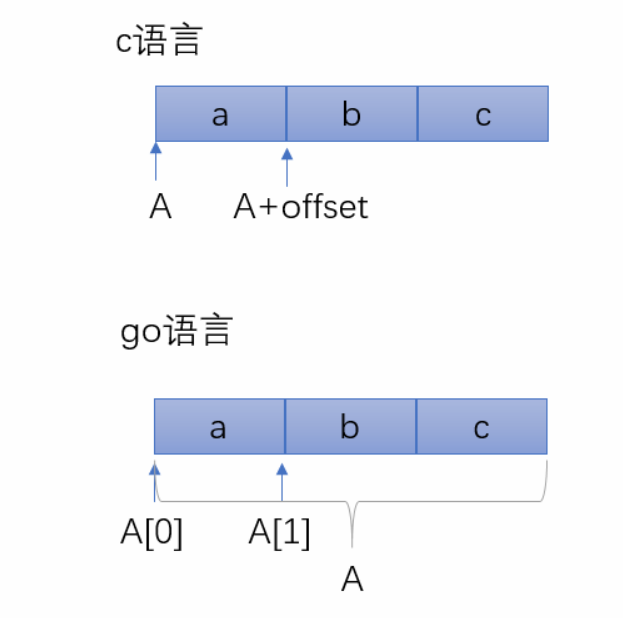 c语言
a b c
A A+offset
go语言
a b c
A[0] A[1]
A